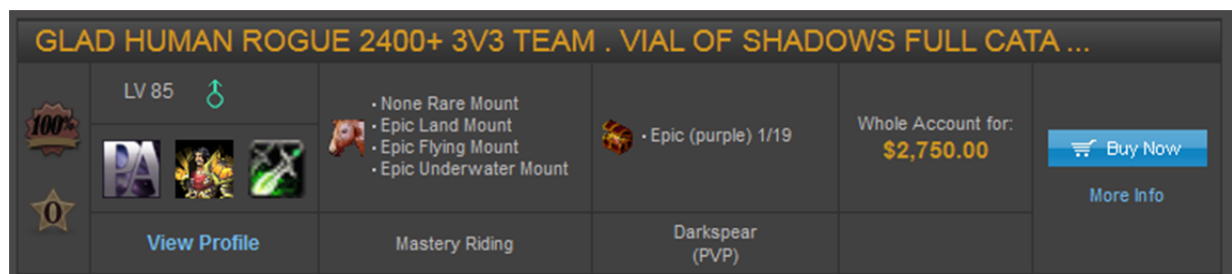 GLAD HUMAN ROGUE 2400+ 3V3 TEAM . VIAL OF SHADOWS FULL CATA ...
100%
0
LV 85
PA
View Profile
• None Rare Mount
• Epic Land Mount
• Epic Flying Mount
• Epic Underwater Mount
Mastery Riding
• Epic (purple) 1/19
Darkspear
(PVP)
Whole Account for:
$2,750.00
Buy Now
More Info